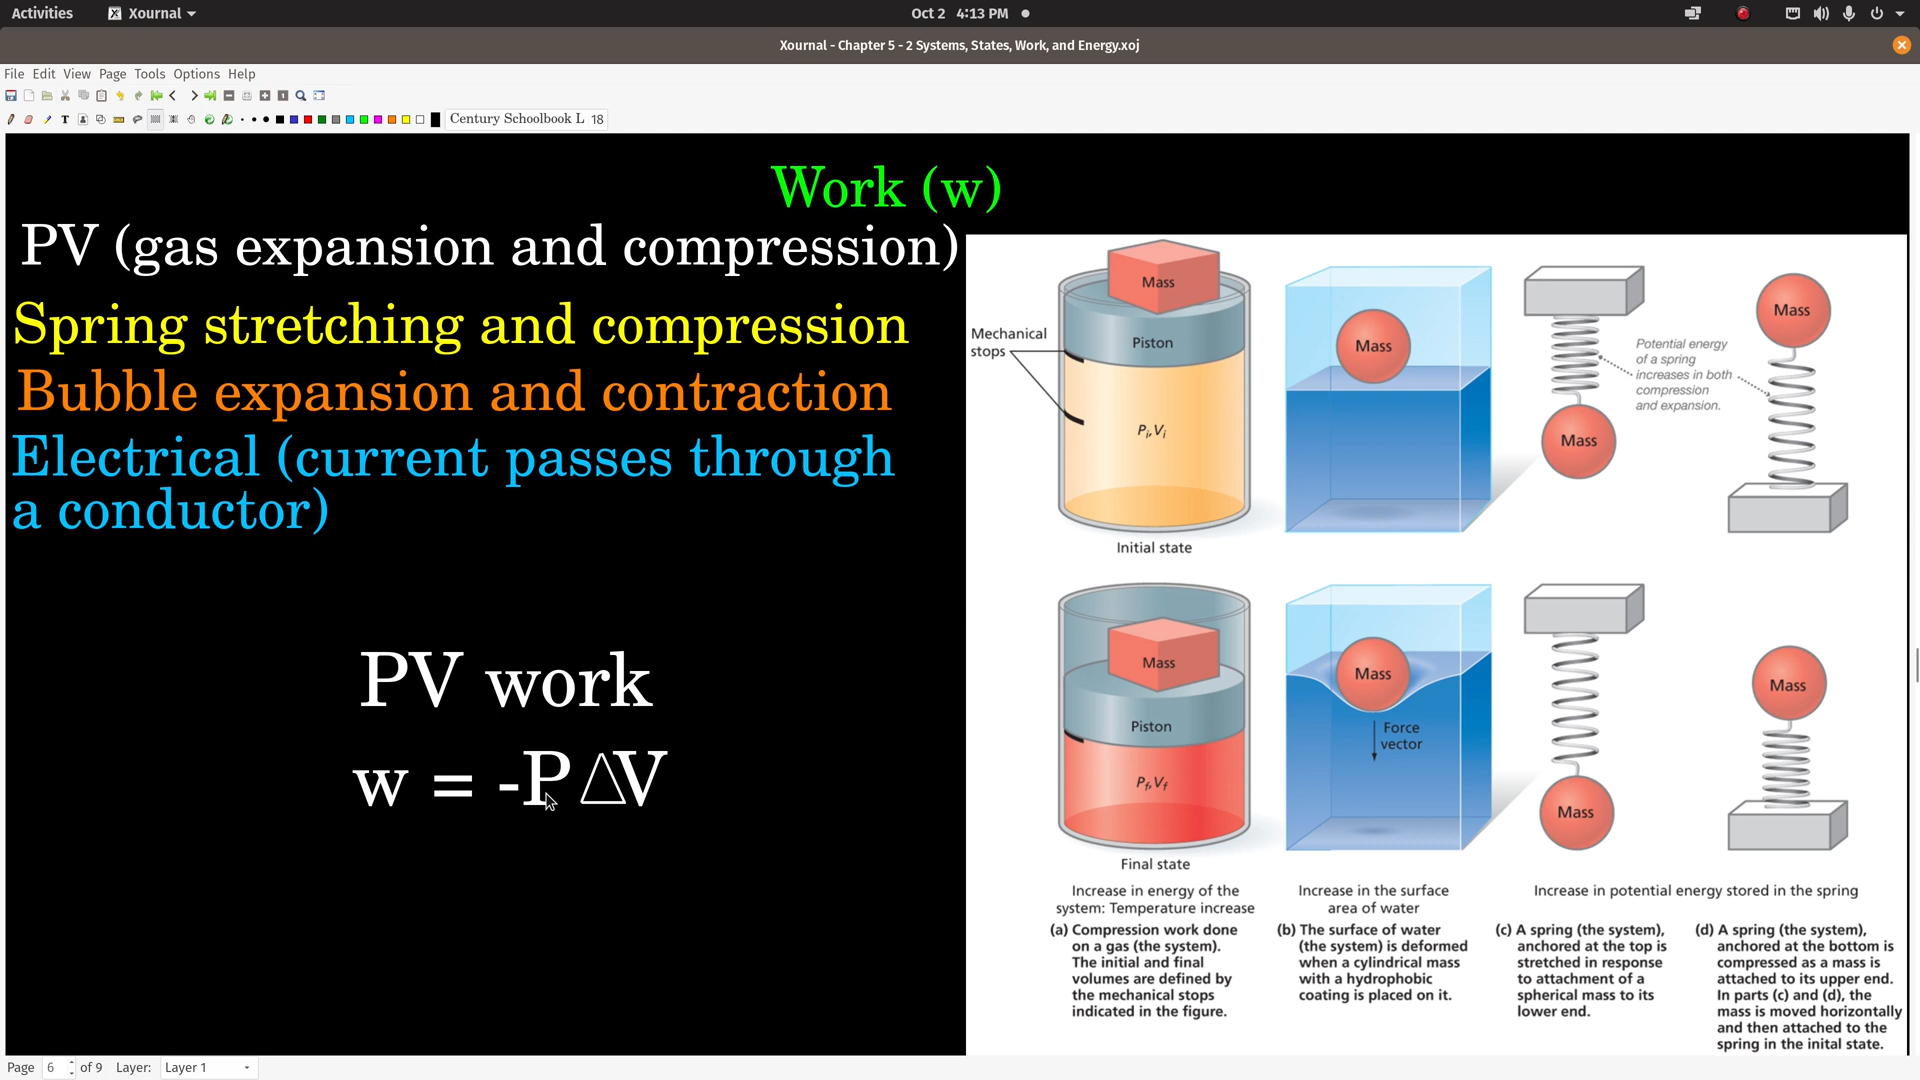 Activities
Xournal
Oct 2 4:13 PM
Xournal - Chapter 5 - 2 Systems, States, Work, and Energy.xoj
File Edit View Page Tools Options Help
Century Schoolbook L 18
Work (w)
PV (gas expansion and compression)
Spring stretching and compression
Bubble expansion and contraction
Electrical (current passes through
a conductor)
PV work
w = -P△V
Mass
Piston
Mechanical
stops
Pi,Vi
Initial state
Mass
Mass
Potential energy
of a spring
increases in both
compression
and expansion.
Mass
Mass
Piston
Pf,Vf
Final state
Mass
Force
vector
Mass
Mass
Increase in energy of the
system: Temperature increase
Increase in the surface
area of water
Increase in potential energy stored in the spring
(a) Compression work done
on a gas (the system).
The initial and final
volumes are defined by
the mechanical stops
indicated in the figure.
(b) The surface of water
(the system) is deformed
when a cylindrical mass
with a hydrophobic
coating is placed on it.
(c) A spring (the system),
anchored at the top is
stretched in response
to attachment of a
spherical mass to its
lower end.
(d) A spring (the system),
anchored at the bottom is
compressed as a mass is
attached to its upper end.
In parts (c) and (d), the
mass is moved horizontally
and then attached to the
spring in the inital state.
Page 6 of 9 Layer: Layer 1